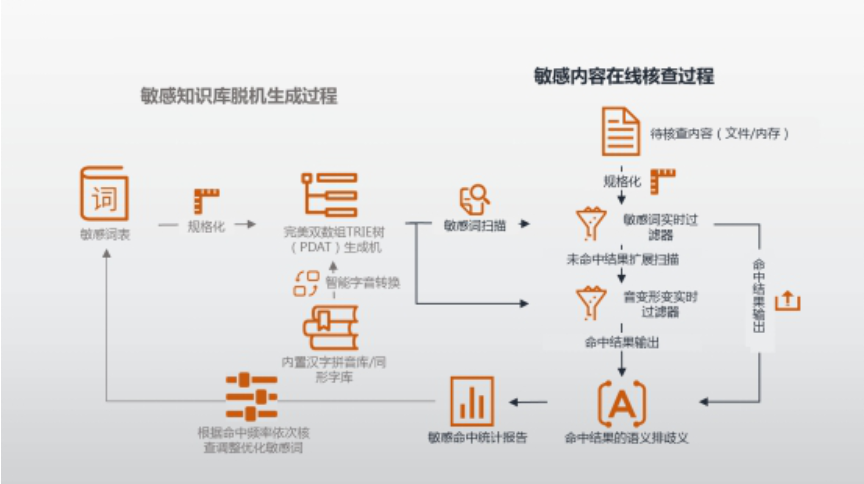 敏感内容在线核查过程
敏感知识库脱机生成过程
待核查内容（文件/内存）
词
规格化
敏感词表
规格化
完美双数组TRIE树
（PDAT）生成机
敏感词扫描
敏感词实时过
滤器
未命中结果扩展扫描
智能字音转换
音变形变实时
过滤器
命中结果输出
内置汉字拼音库/同
形字库
命中结果输出
A
根据命中频率依次核
查调整优化敏感词
敏感命中统计报告
命中结果的语义排歧义